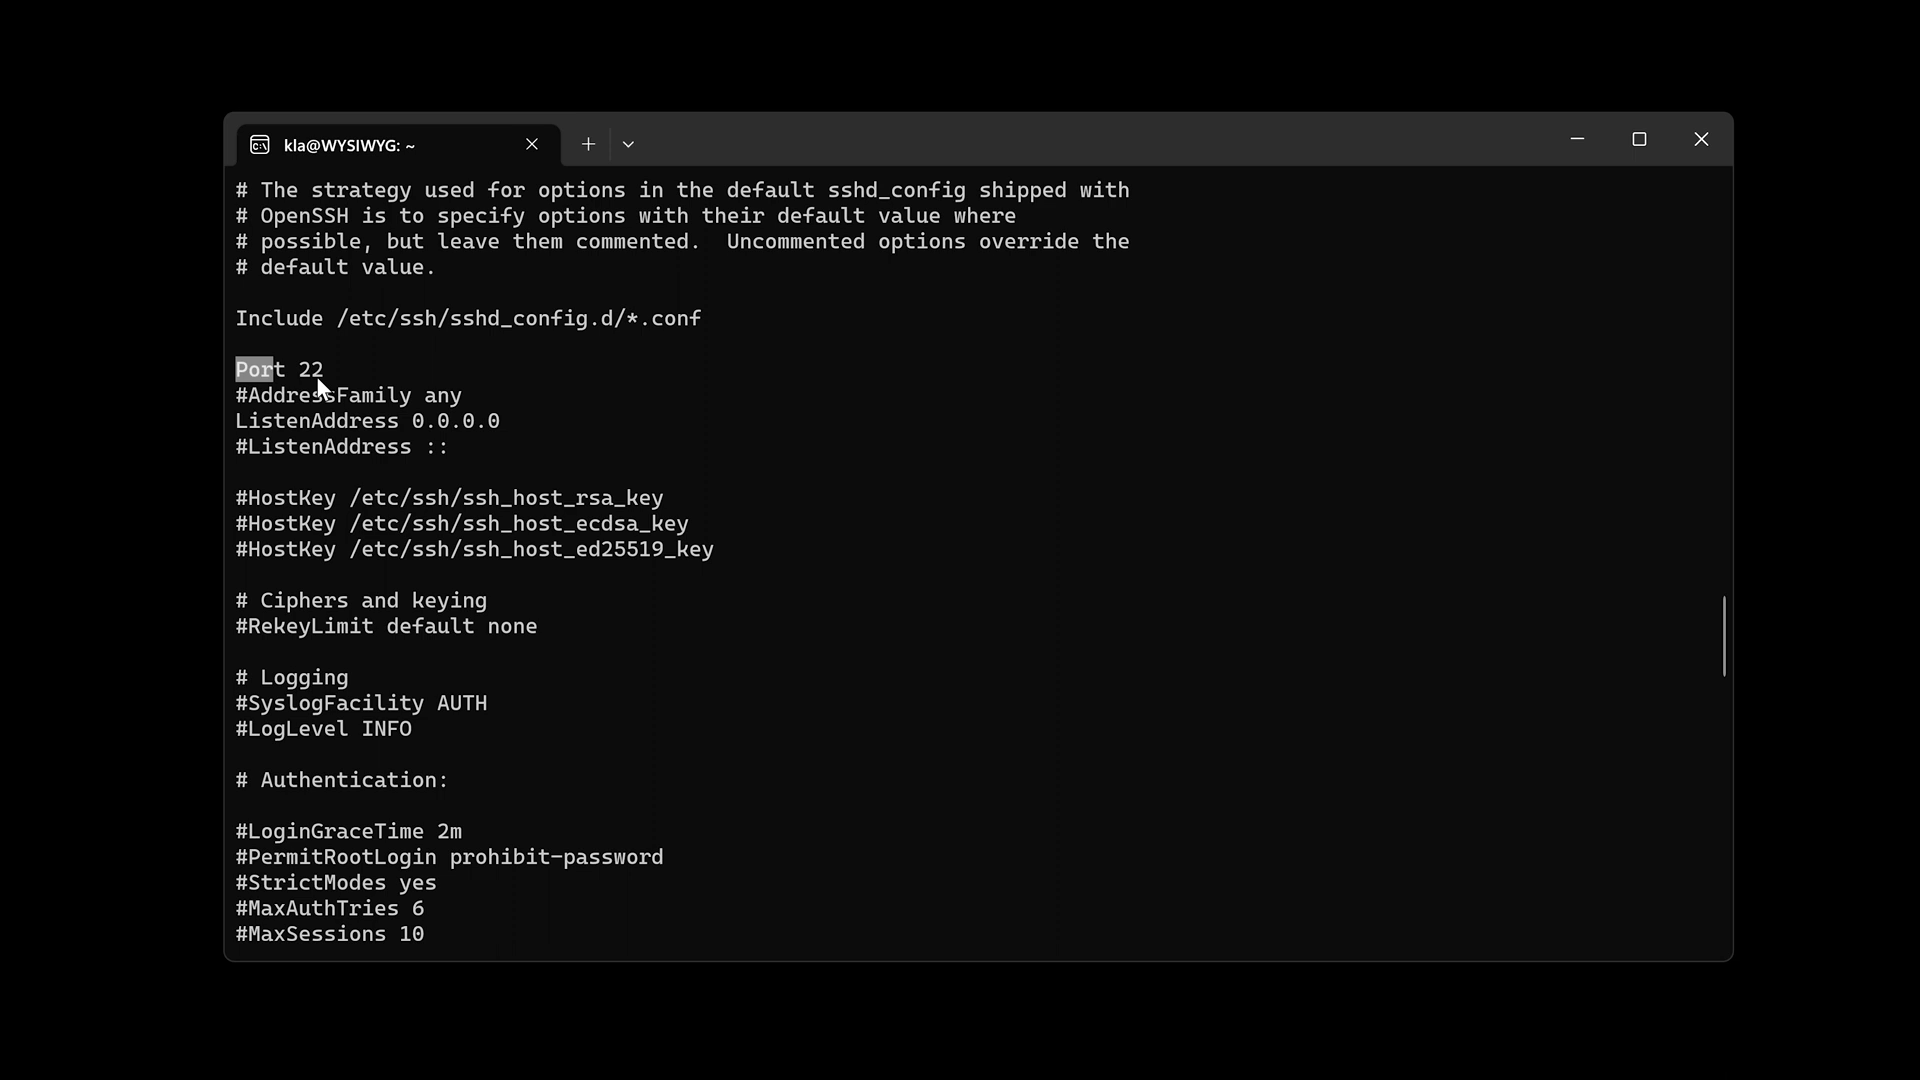 kla@WYSIWYG: ~
# The strategy used for options in the default sshd_config shipped with
# OpenSSH is to specify options with their default value where
# possible, but leave them commented.  Uncommented options override the
# default value.
Include /etc/ssh/sshd_config.d/*.conf
Port 22
#AddressFamily any
ListenAddress 0.0.0.0
#ListenAddress ::
#HostKey /etc/ssh/ssh_host_rsa_key
#HostKey /etc/ssh/ssh_host_ecdsa_key
#HostKey /etc/ssh/ssh_host_ed25519_key
# Ciphers and keying
#RekeyLimit default none
# Logging
#SyslogFacility AUTH
#LogLevel INFO
# Authentication:
#LoginGraceTime 2m
#PermitRootLogin prohibit-password
#StrictModes yes
#MaxAuthTries 6
#MaxSessions 10